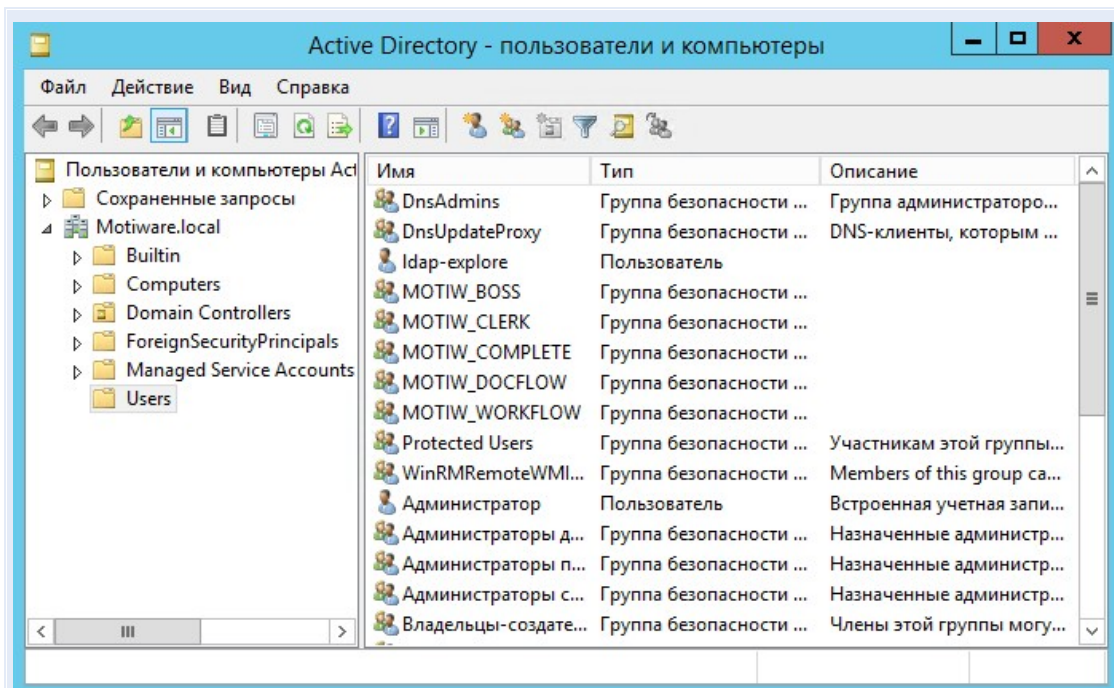 Active Directory - пользователи и компьютеры
Файл Действие Вид Справка
Пользователи и компьютеры Act
Сохраненные запросы
Motiware.local
Builtin
Computers
Domain Controllers
ForeignSecurityPrincipals
Managed Service Accounts
Users
Имя Тип Описание
DnsAdmins Группа безопасности ... Группа администраторо...
DnsUpdateProxy Группа безопасности ... DNS-клиенты, которым ...
ldap-explore Пользователь
MOTIW_BOSS Группа безопасности ...
MOTIW_CLERK Группа безопасности ...
MOTIW_COMPLETE Группа безопасности ...
MOTIW_DOCFLOW Группа безопасности ...
MOTIW_WORKFLOW Группа безопасности ...
Protected Users Группа безопасности ... Участникам этой группы...
WinRMRemoteWMI... Группа безопасности ... Members of this group ca...
Администратор Пользователь Встроенная учетная запи...
Администраторы д... Группа безопасности ... Назначенные администр...
Администраторы п... Группа безопасности ... Назначенные администр...
Администраторы с... Группа безопасности ... Назначенные администр...
Владельцы-создате... Группа безопасности ... Члены этой группы могу...